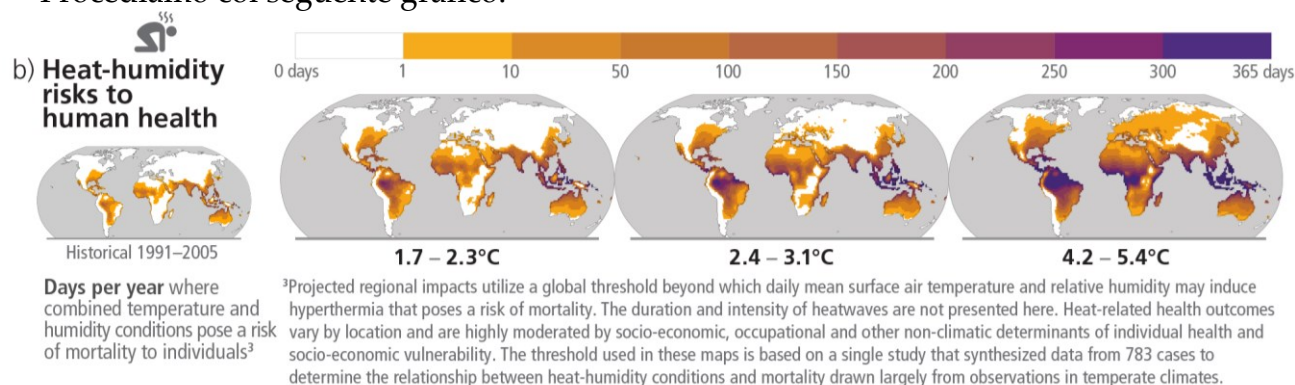 Procediamo col seguente grafico:
b) Heat-humidity
risks to
human health
0 days 1 10 50 100 150 200 250 300 365 days
Historical 1991–2005
1.7 – 2.3°C
2.4 – 3.1°C
4.2 – 5.4°C
Days per year where
combined temperature and
humidity conditions pose a risk
of mortality to individuals³
³Projected regional impacts utilize a global threshold beyond which daily mean surface air temperature and relative humidity may induce
hyperthermia that poses a risk of mortality. The duration and intensity of heatwaves are not presented here. Heat-related health outcomes
vary by location and are highly moderated by socio-economic, occupational and other non-climatic determinants of individual health and
socio-economic vulnerability. The threshold used in these maps is based on a single study that synthesized data from 783 cases to
determine the relationship between heat-humidity conditions and mortality drawn largely from observations in temperate climates.